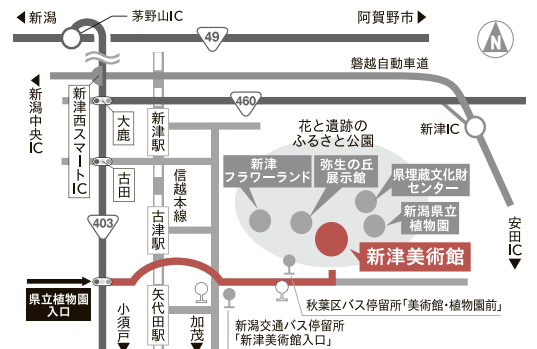 ◀新潟
茅野山IC
阿賀野市▶
49
N
磐越自動車道
◀新潟中央IC
新津西スマートIC
460
大鹿
新津駅
花と遺跡の
ふるさと公園
新津IC
古田
信越本線
新津
フラワーランド
弥生の丘
展示館
県埋蔵文化財
センター
新潟県立
植物園
403
古津駅
新津美術館
安田IC▶
県立植物園
入口
小須戸▶
矢代田駅
加茂▶
秋葉区バス停留所「美術館・植物園前」
新潟交通バス停留所
「新津美術館入口」